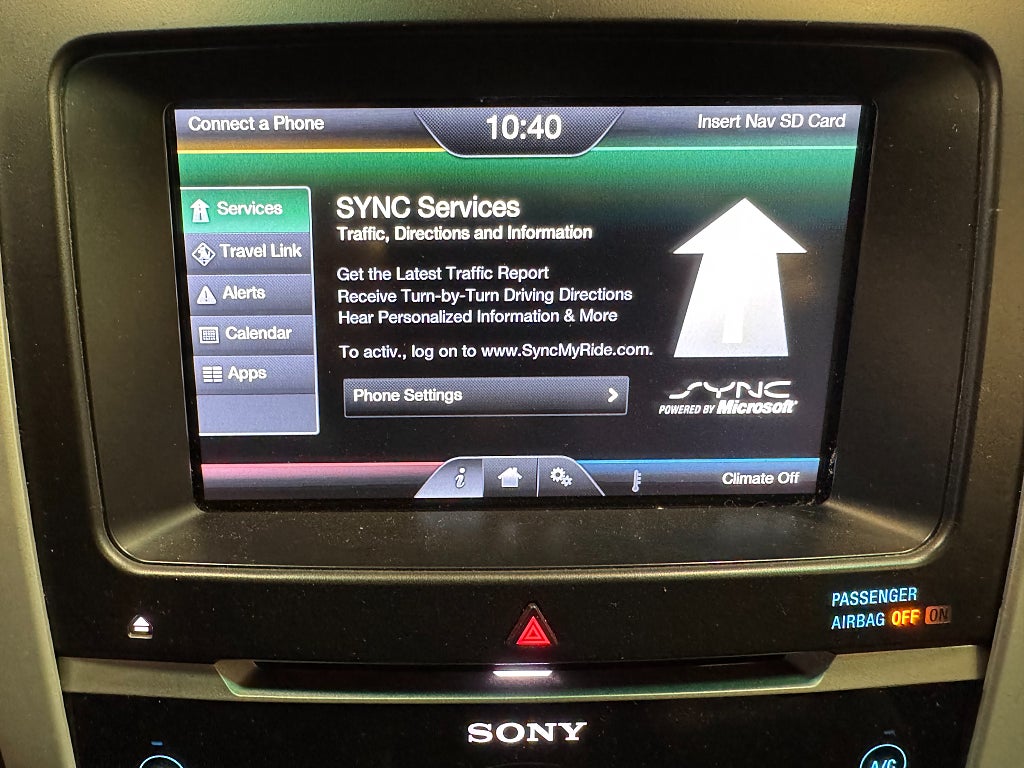 Connect a Phone
10:40
Insert Nav SD Card
Services
Travel Link
Alerts
Calendar
Apps
SYNC Services
Traffic, Directions and Information
Get the Latest Traffic Report
Receive Turn-by-Turn Driving Directions
Hear Personalized Information & More
To activ., log on to www.SyncMyRide.com.
Phone Settings
SYNC
POWERED BY Microsoft
i
Climate Off
PASSENGER
AIRBAG OFF ON
SONY
A/C